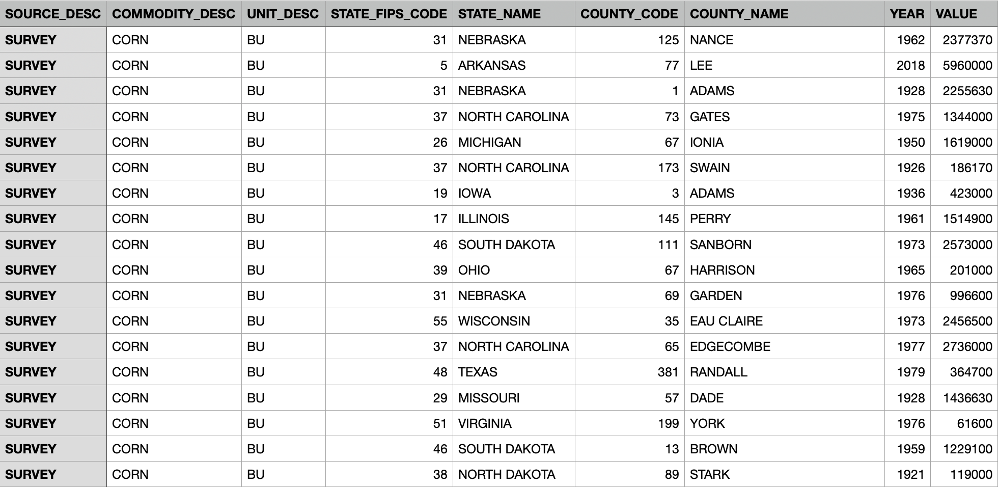 SOURCE_DESC COMMODITY_DESC UNIT_DESC STATE_FIPS_CODE STATE_NAME COUNTY_CODE COUNTY_NAME YEAR VALUE
SURVEY CORN BU 31 NEBRASKA 125 NANCE 1962 2377370
SURVEY CORN BU 5 ARKANSAS 77 LEE 2018 5960000
SURVEY CORN BU 31 NEBRASKA 1 ADAMS 1928 2255630
SURVEY CORN BU 37 NORTH CAROLINA 73 GATES 1975 1344000
SURVEY CORN BU 26 MICHIGAN 67 IONIA 1950 1619000
SURVEY CORN BU 37 NORTH CAROLINA 173 SWAIN 1926 186170
SURVEY CORN BU 19 IOWA 3 ADAMS 1936 423000
SURVEY CORN BU 17 ILLINOIS 145 PERRY 1961 1514900
SURVEY CORN BU 46 SOUTH DAKOTA 111 SANBORN 1973 2573000
SURVEY CORN BU 39 OHIO 67 HARRISON 1965 201000
SURVEY CORN BU 31 NEBRASKA 69 GARDEN 1976 996600
SURVEY CORN BU 55 WISCONSIN 35 EAU CLAIRE 1973 2456500
SURVEY CORN BU 37 NORTH CAROLINA 65 EDGECOMBE 1977 2736000
SURVEY CORN BU 48 TEXAS 381 RANDALL 1979 364700
SURVEY CORN BU 29 MISSOURI 57 DADE 1928 1436630
SURVEY CORN BU 51 VIRGINIA 199 YORK 1976 61600
SURVEY CORN BU 46 SOUTH DAKOTA 13 BROWN 1959 1229100
SURVEY CORN BU 38 NORTH DAKOTA 89 STARK 1921 119000